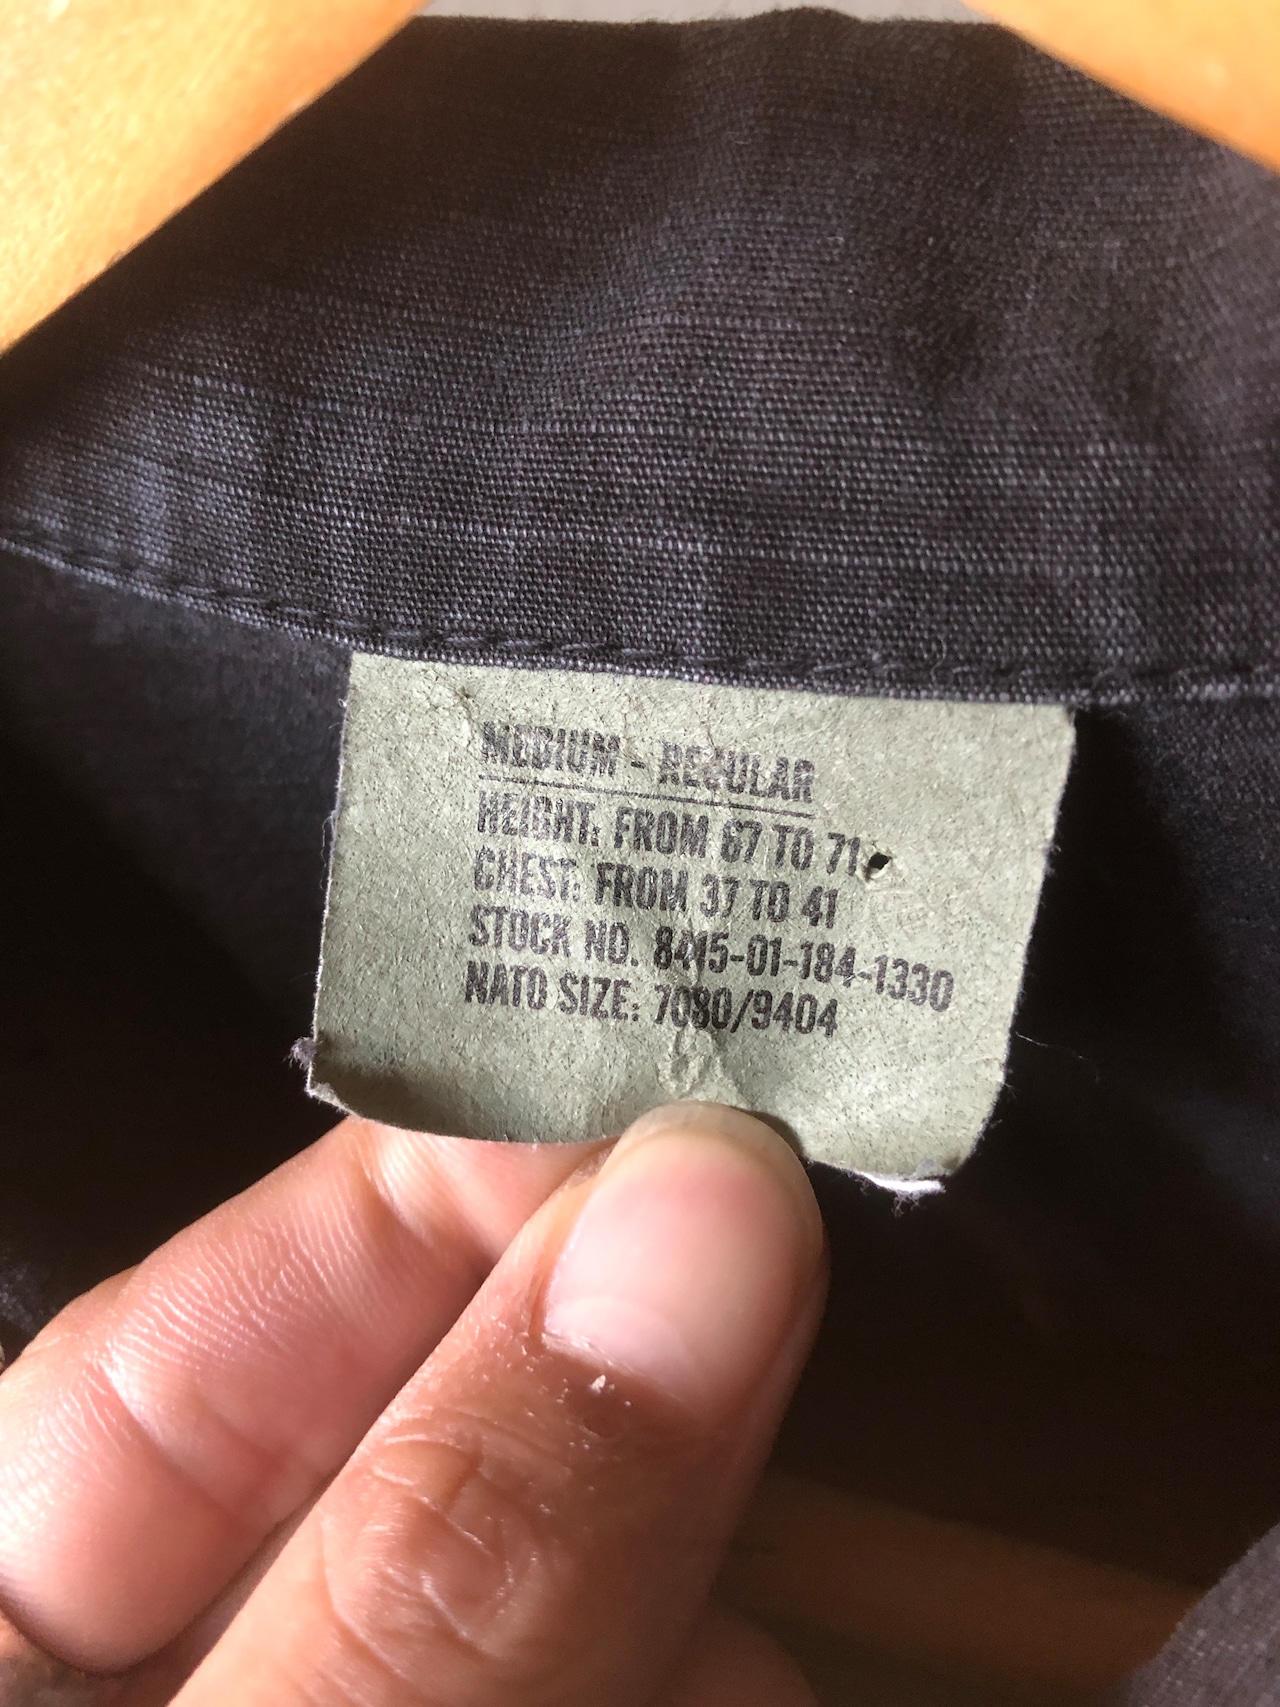 MEDIUM - REGULAR
HEIGHT: FROM 67 TO 71
CHEST: FROM 37 TO 41
STOCK NO. 8415-01-184-1330
NATO SIZE: 7080/9404